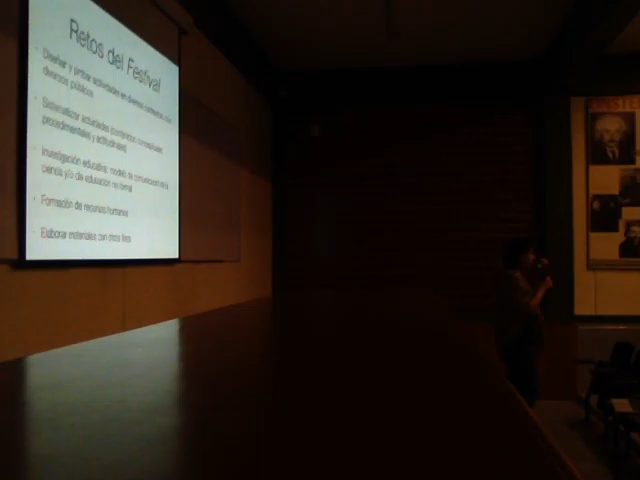 Retos del Festival
• Diseñar y probar actividades en diversos contextos con
diversos públicos
• Sistematizar actividades (contenidos conceptuales,
procedimentales y actitudinales)
• Investigación educativa: modelo de comunicación de la
ciencia y/o de educación no formal
• Formación de recursos humanos
• Elaborar materiales con otros fines